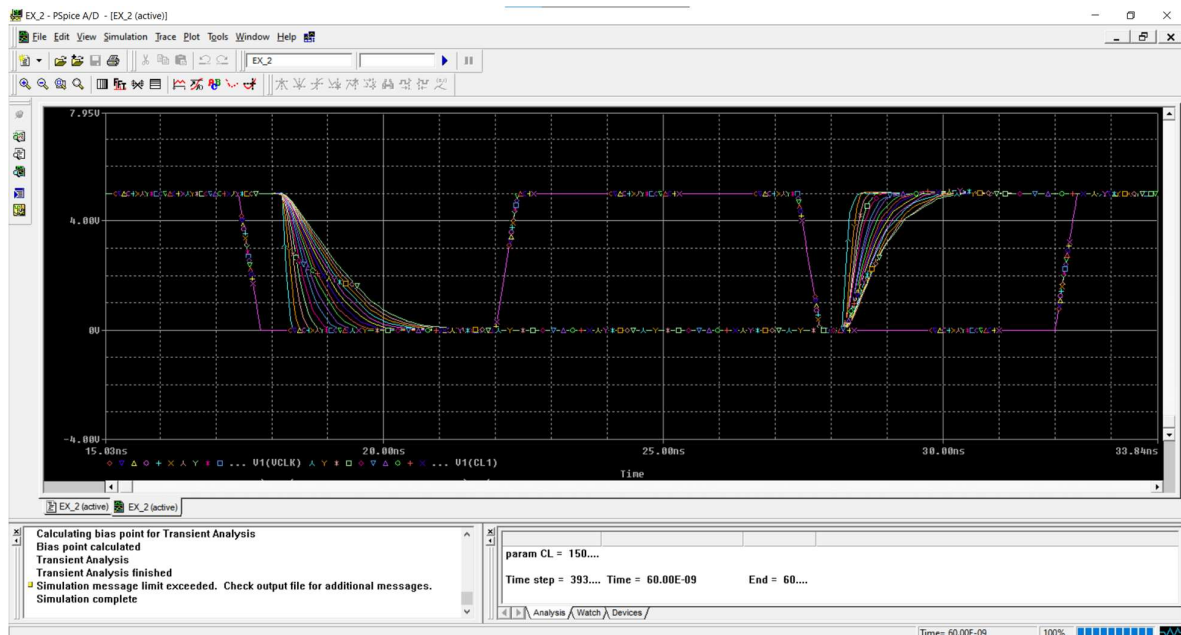 EX_2 - PSpice A/D - [EX_2 (active)]
File Edit View Simulation Trace Plot Tools Window Help
EX_2
7.95V
4.00V
0V
-4.00V
15.03ns 20.00ns 25.00ns 30.00ns 33.84ns
... V1(VCLK) ... V1(CL1)
Time
EX_2 (active) EX_2 (active)
Calculating bias point for Transient Analysis
Bias point calculated
Transient Analysis
Transient Analysis finished
Simulation message limit exceeded. Check output file for additional messages.
Simulation complete
param CL = 150....
Time step = 393.... Time = 60.00E-09 End = 60....
Analysis Watch Devices
Time= 60.00E-09 100%